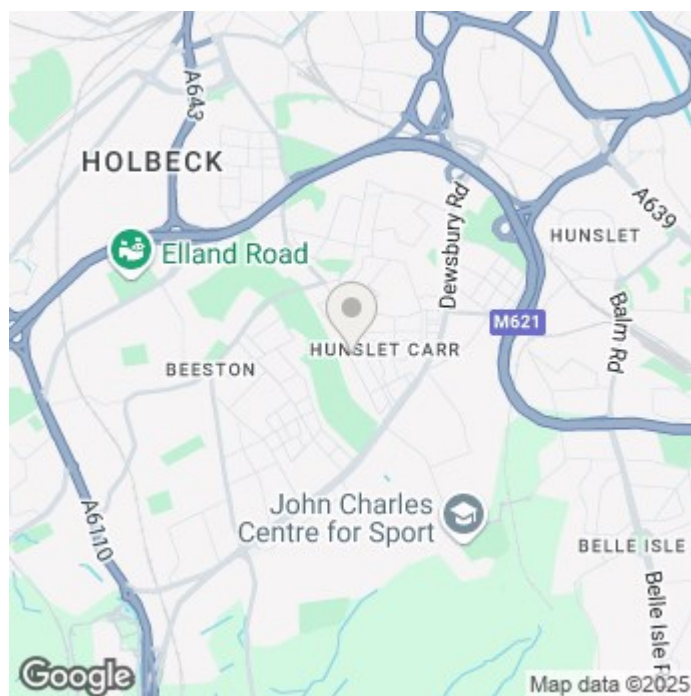 A643
HOLBECK
A639
Dewsbury Rd
HUNSLET
Elland Road
M621
Balm Rd
HUNSLET CARR
BEESTON
John Charles
Centre for Sport
A6110
BELLE ISLE
Belle Isle R
Google
Map data ©2025